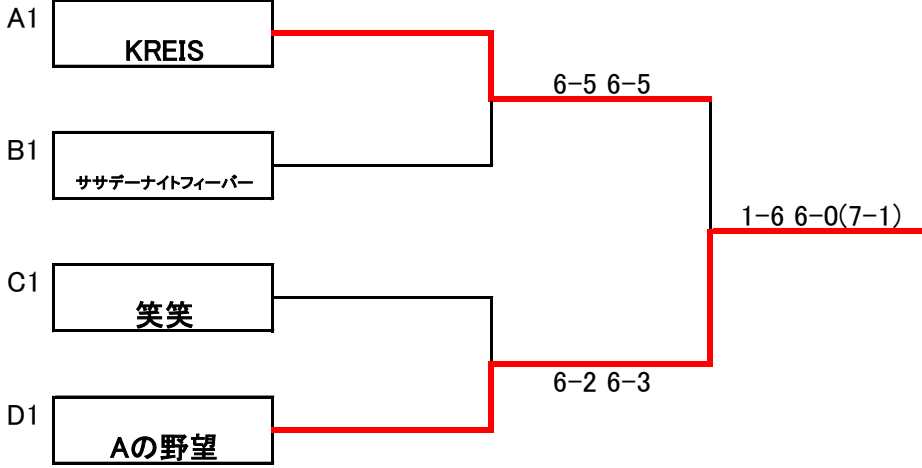 A1
KREIS
6-5 6-5
B1
ササデーナイトフィーバー
1-6 6-0(7-1)
C1
笑笑
6-2 6-3
D1
Aの野望